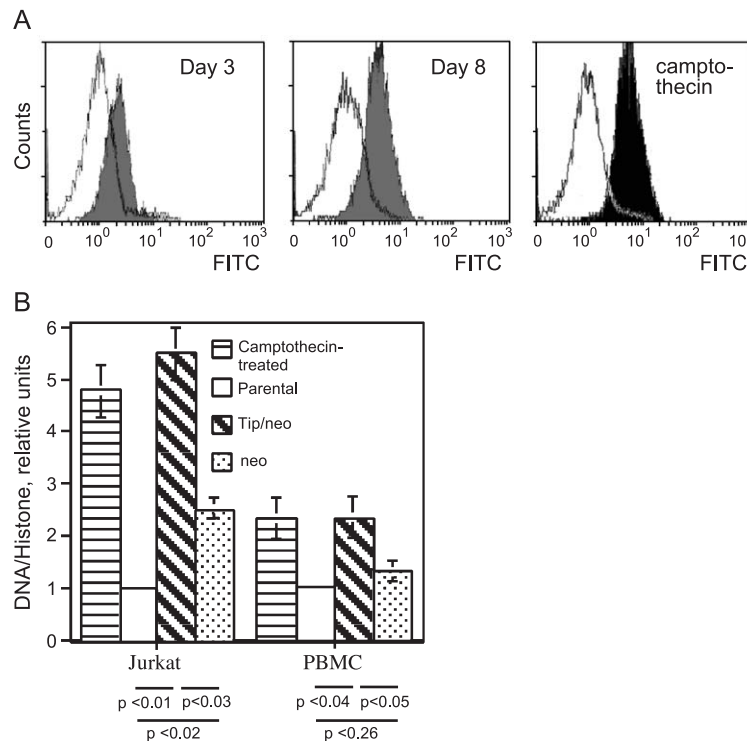 A
Day 3
Day 8
campto-
thecin
Counts
0 10^0 10^1 10^2 10^3
FITC
0 10^0 10^1 10^2 10^3
FITC
0 10^0 10^1 10^2 10
FITC
B
DNA/Histone, relative units
6
5
4
3
2
1
0
Camptothecin-
treated
Parental
Tip/neo
neo
Jurkat PBMC
p <0.01 p <0.03 p <0.04 p <0.05
p <0.02 p <0.26